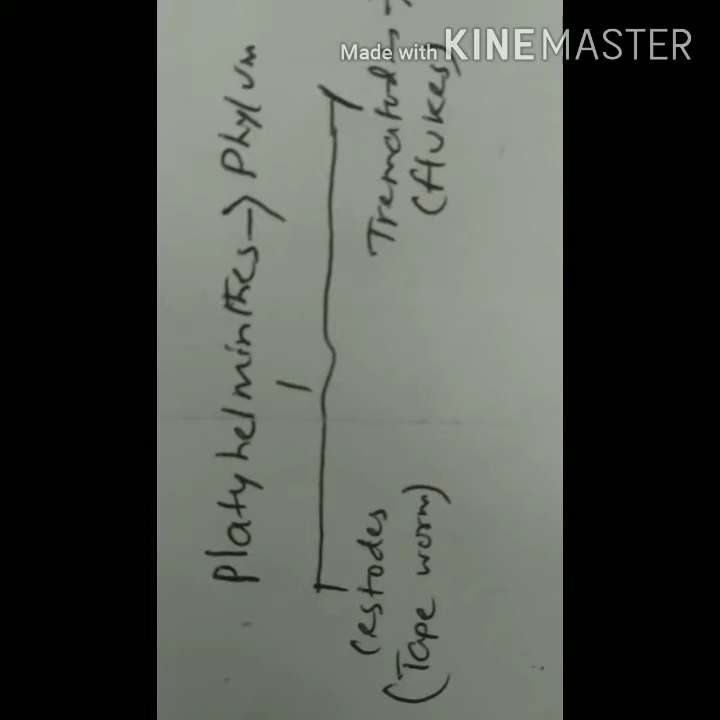 Made with KINEMASTER
Platyhelminthes → Phylum
Cestodes
(Tape worm)
Trematodes →
(flukes)